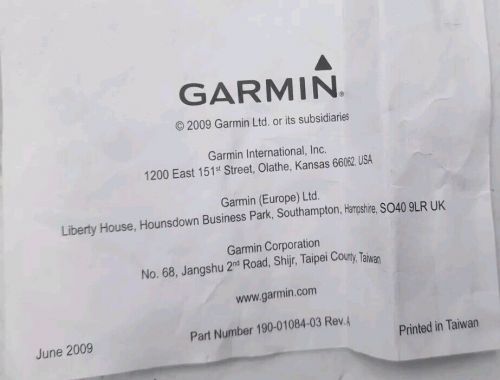 GARMIN®
© 2009 Garmin Ltd. or its subsidiaries
Garmin International, Inc.
1200 East 151st Street, Olathe, Kansas 66062, USA
Garmin (Europe) Ltd.
Liberty House, Hounsdown Business Park, Southampton, Hampshire, SO40 9LR UK
Garmin Corporation
No. 68, Jangshu 2nd Road, Shijr, Taipei County, Taiwan
www.garmin.com
June 2009
Part Number 190-01084-03 Rev.
Printed in Taiwan